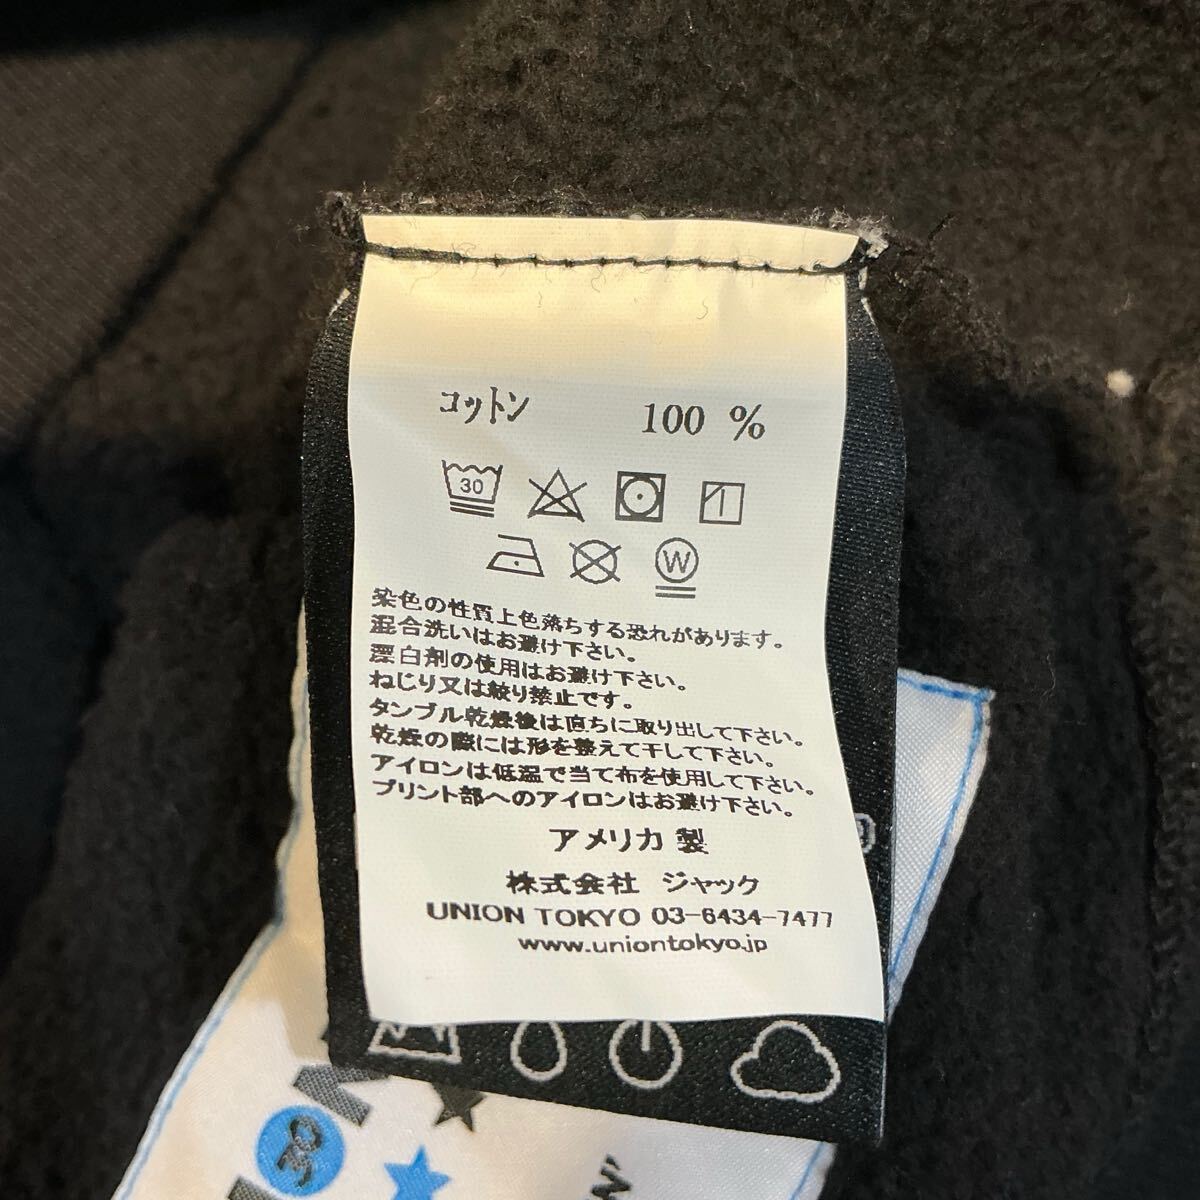 コットン 100 %
30
W
染色の性質上色落ちする恐れがあります。
混合洗いはお避け下さい。
漂白剤の使用はお避け下さい。
ねじり又は絞り禁止です。
タンブル乾燥後は直ちに取り出して下さい。
乾燥の際には形を整えて干して下さい。
アイロンは低温で当て布を使用して下さい。
プリント部へのアイロンはお避け下さい。
アメリカ 製
株式会社 ジャック
UNION TOKYO 03-6434-7477
www.uniontokyo.jp